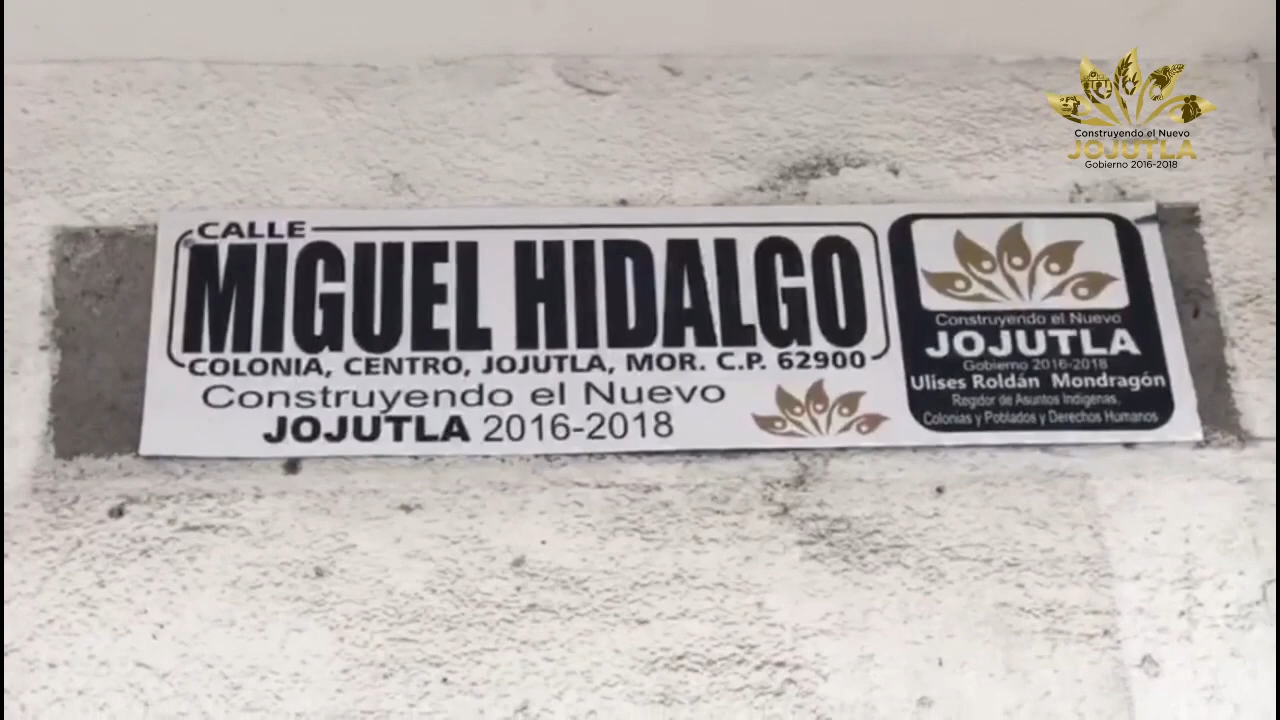 Construyendo el Nuevo
JOJUTLA
Gobierno 2016-2018
CALLE
MIGUEL HIDALGO
COLONIA, CENTRO, JOJUTLA, MOR. C.P. 62900
Construyendo el Nuevo
JOJUTLA 2016-2018
Construyendo el Nuevo
JOJUTLA
Gobierno 2016-2018
Ulises Roldán Mondragón
Regidor de Asuntos Indigenas,
Colonias y Poblados y Derechos Humanos